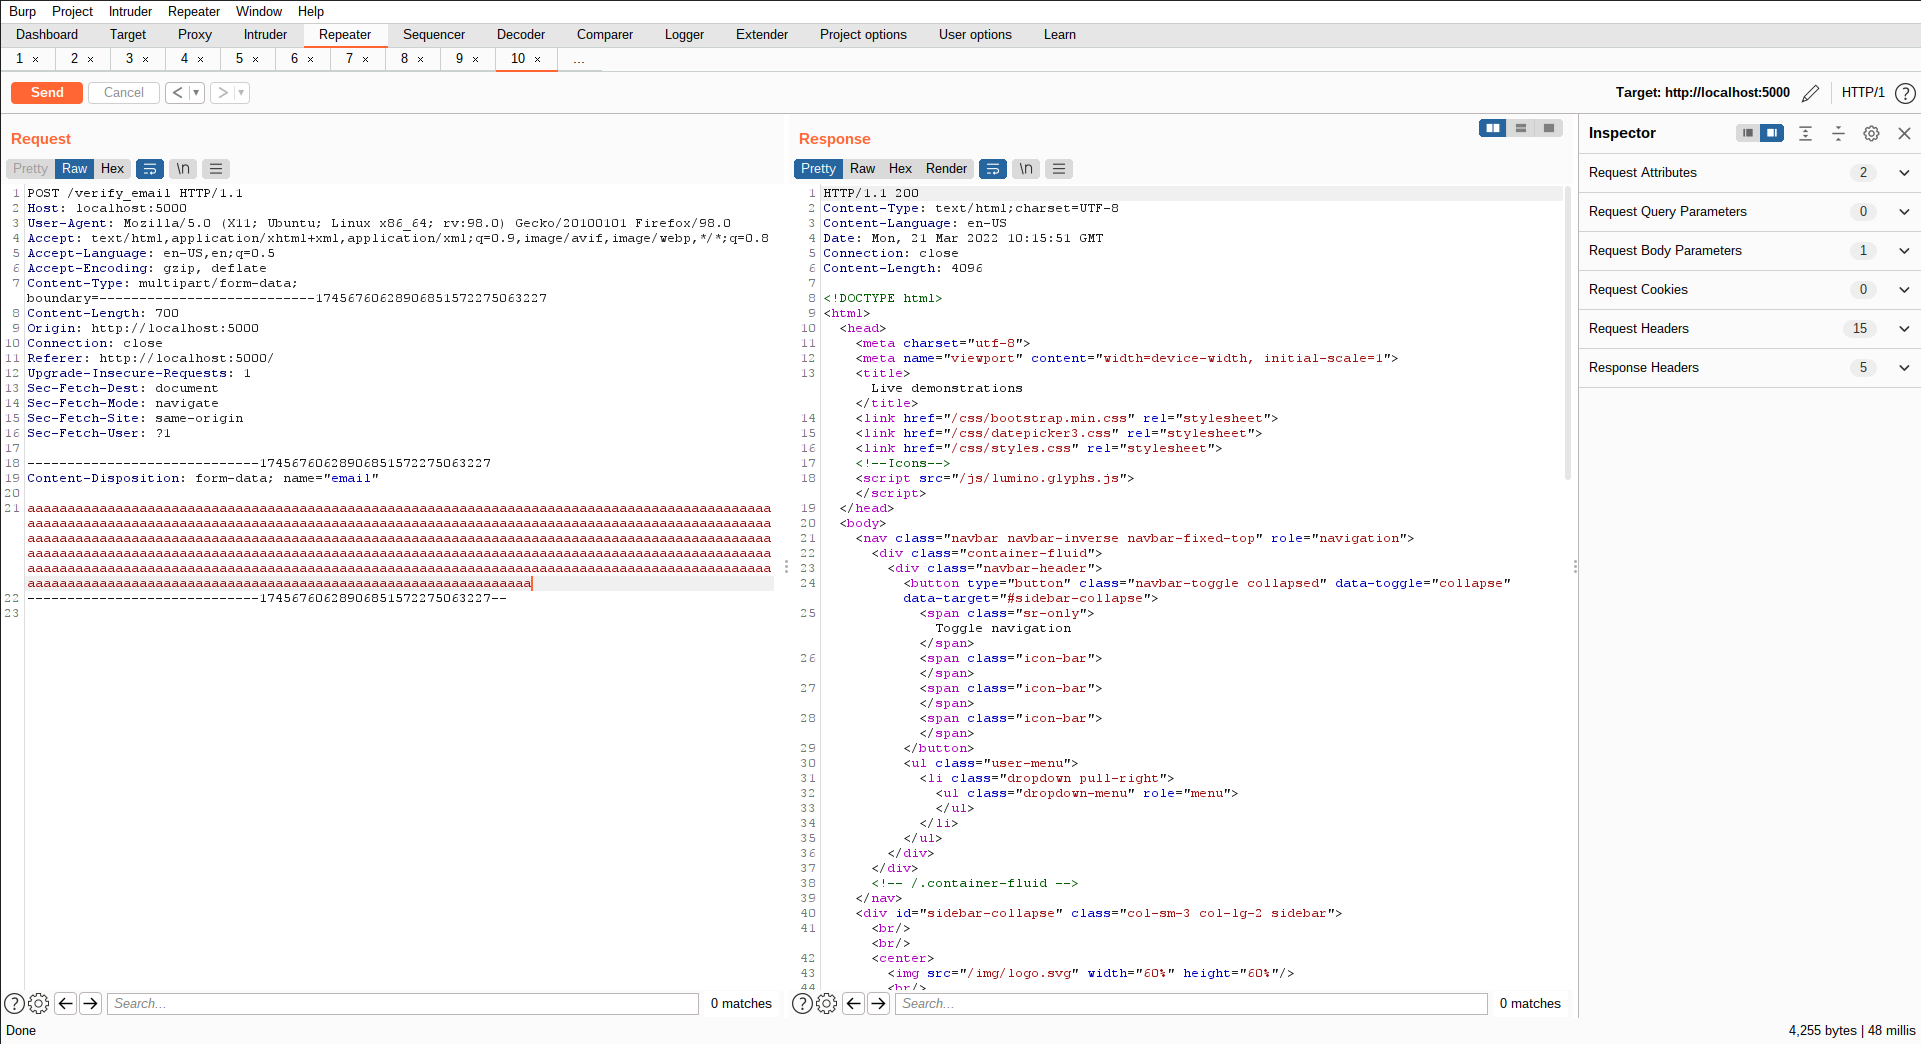 Burp Project Intruder Repeater Window Help
Dashboard Target Proxy Intruder Repeater Sequencer Decoder Comparer Logger Extender Project options User options Learn
1 × 2 × 3 × 4 × 5 × 6 × 7 × 8 × 9 × 10 × ...
Send Cancel < > Target: http://localhost:5000 HTTP/1 ?
Request
Pretty Raw Hex \n
1 POST /verify_email HTTP/1.1
2 Host: localhost:5000
3 User-Agent: Mozilla/5.0 (X11; Ubuntu; Linux x86_64; rv:98.0) Gecko/20100101 Firefox/98.0
4 Accept: text/html,application/xhtml+xml,application/xml;q=0.9,image/avif,image/webp,*/*;q=0.8
5 Accept-Language: en-US,en;q=0.5
6 Accept-Encoding: gzip, deflate
7 Content-Type: multipart/form-data;
boundary=---------------------------174567606289068515722750​63227
8 Content-Length: 700
9 Origin: http://localhost:5000
10 Connection: close
11 Referer: http://localhost:5000/
12 Upgrade-Insecure-Requests: 1
13 Sec-Fetch-Dest: document
14 Sec-Fetch-Mode: navigate
15 Sec-Fetch-Site: same-origin
16 Sec-Fetch-User: ?1
17
18 -----------------------------17456760628906851572275063227
19 Content-Disposition: form-data; name="email"
20
21 aaaaaaaaaaaaaaaaaaaaaaaaaaaaaaaaaaaaaaaaaaaaaaaaaaaaaaaaaaaaaaaaaaaaaaaaaaaaaaaaaaaaaaaaaaaaa
aaaaaaaaaaaaaaaaaaaaaaaaaaaaaaaaaaaaaaaaaaaaaaaaaaaaaaaaaaaaaaaaaaaaaaaaaaaaaaaaaaaaaaaaaaaaa
aaaaaaaaaaaaaaaaaaaaaaaaaaaaaaaaaaaaaaaaaaaaaaaaaaaaaaaaaaaaaaaaaaaaaaaaaaaaaaaaaaaaaaaaaaaaa
aaaaaaaaaaaaaaaaaaaaaaaaaaaaaaaaaaaaaaaaaaaaaaaaaaaaaaaaaaaaaaaaaaaaaaaaaaaaaaaaaaaaaaaaaaaaa
aaaaaaaaaaaaaaaaaaaaaaaaaaaaaaaaaaaaaaaaaaaaaaaaaaaaaaaaaaaaaaaaaaaaaaaaaaaaaaaaaaaaaaaaaaaaa
aaaaaaaaaaaaaaaaaaaaaaaaaaaaaaaaaaaaaaaaaaaaaaaaaaaaaaaaaaaaaaa
22 -----------------------------17456760628906851572275063227--
23
Search... 0 matches
Response
Pretty Raw Hex Render \n
1 HTTP/1.1 200
2 Content-Type: text/html;charset=UTF-8
3 Content-Language: en-US
4 Date: Mon, 21 Mar 2022 10:15:51 GMT
5 Connection: close
6 Content-Length: 4096
7
8 <!DOCTYPE html>
9 <html>
10 <head>
11 <meta charset="utf-8">
12 <meta name="viewport" content="width=device-width, initial-scale=1">
13 <title>
Live demonstrations
</title>
14 <link href="/css/bootstrap.min.css" rel="stylesheet">
15 <link href="/css/datepicker3.css" rel="stylesheet">
16 <link href="/css/styles.css" rel="stylesheet">
17 <!--Icons-->
18 <script src="/js/lumino.glyphs.js">
</script>
19 </head>
20 <body>
21 <nav class="navbar navbar-inverse navbar-fixed-top" role="navigation">
22 <div class="container-fluid">
23 <div class="navbar-header">
24 <button type="button" class="navbar-toggle collapsed" data-toggle="collapse"
data-target="#sidebar-collapse">
25 <span class="sr-only">
Toggle navigation
</span>
26 <span class="icon-bar">
</span>
27 <span class="icon-bar">
</span>
28 <span class="icon-bar">
</span>
29 </button>
30 <ul class="user-menu">
31 <li class="dropdown pull-right">
32 <ul class="dropdown-menu" role="menu">
33 </ul>
34 </li>
35 </ul>
36 </div>
37 </div>
38 <!-- /.container-fluid -->
39 </nav>
40 <div id="sidebar-collapse" class="col-sm-3 col-lg-2 sidebar">
41 <br/>
<br/>
42 <center>
43 <img src="/img/logo.svg" width="60%" height="60%"/>
44 <br/>
Search... 0 matches
Inspector
Request Attributes 2
Request Query Parameters 0
Request Body Parameters 1
Request Cookies 0
Request Headers 15
Response Headers 5
Done 4,255 bytes | 48 millis